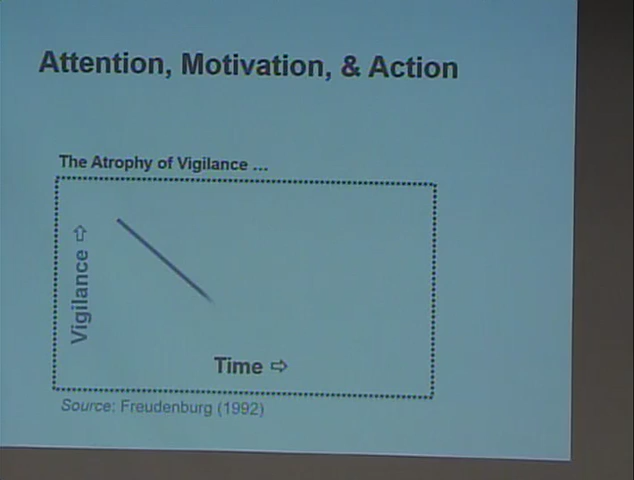 Attention, Motivation, & Action
The Atrophy of Vigilance ...
Vigilance ⇨
Time ⇨
Source: Freudenburg (1992)